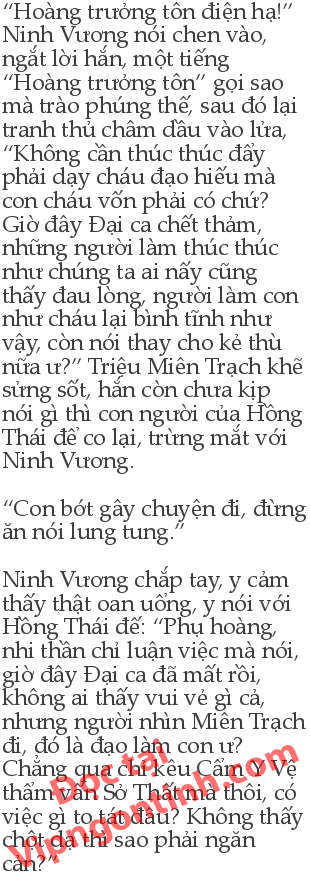 “Hoàng trưởng tôn điện hạ!”
Ninh Vương nói chen vào,
ngắt lời hắn, một tiếng
“Hoàng trưởng tôn” gọi sao
mà trào phúng thế, sau đó lại
tranh thủ châm dầu vào lửa,
“Không cần thúc thúc đẩy
phải dạy cháu đạo hiếu mà
con cháu vốn phải có chứ?
Giờ đây Đại ca chết thảm,
những người làm thúc thúc
như chúng ta ai nấy cũng
thấy đau lòng, người làm con
như cháu lại bình tĩnh như
vậy, còn nói thay cho kẻ thù
nữa ư?” Triệu Miên Trạch khẽ
sửng sốt, hắn còn chưa kịp
nói gì thì con người của Hồng
Thái để co lại, trừng mắt với
Ninh Vương.
“Con bớt gây chuyện đi, đừng
ăn nói lung tung.”
Ninh Vương chắp tay, y cảm
thấy thật oan uổng, y nói với
Hồng Thái đế: “Phụ hoàng,
nhi thần chỉ luận việc mà nói,
giờ đây Đại ca đã mất rồi,
không ai thấy vui vẻ gì cả,
nhưng người nhìn Miên Trạch
đi, đó là đạo làm con ư?
Chẳng qua chỉ kêu Cẩm Y Vệ
thẩm vấn Sở Thất mà thôi, có
việc gì to tát đâu? Không thấy
chột dạ thì sao phải ngăn
cản?”
Đọc tại
Vipngontinh.com